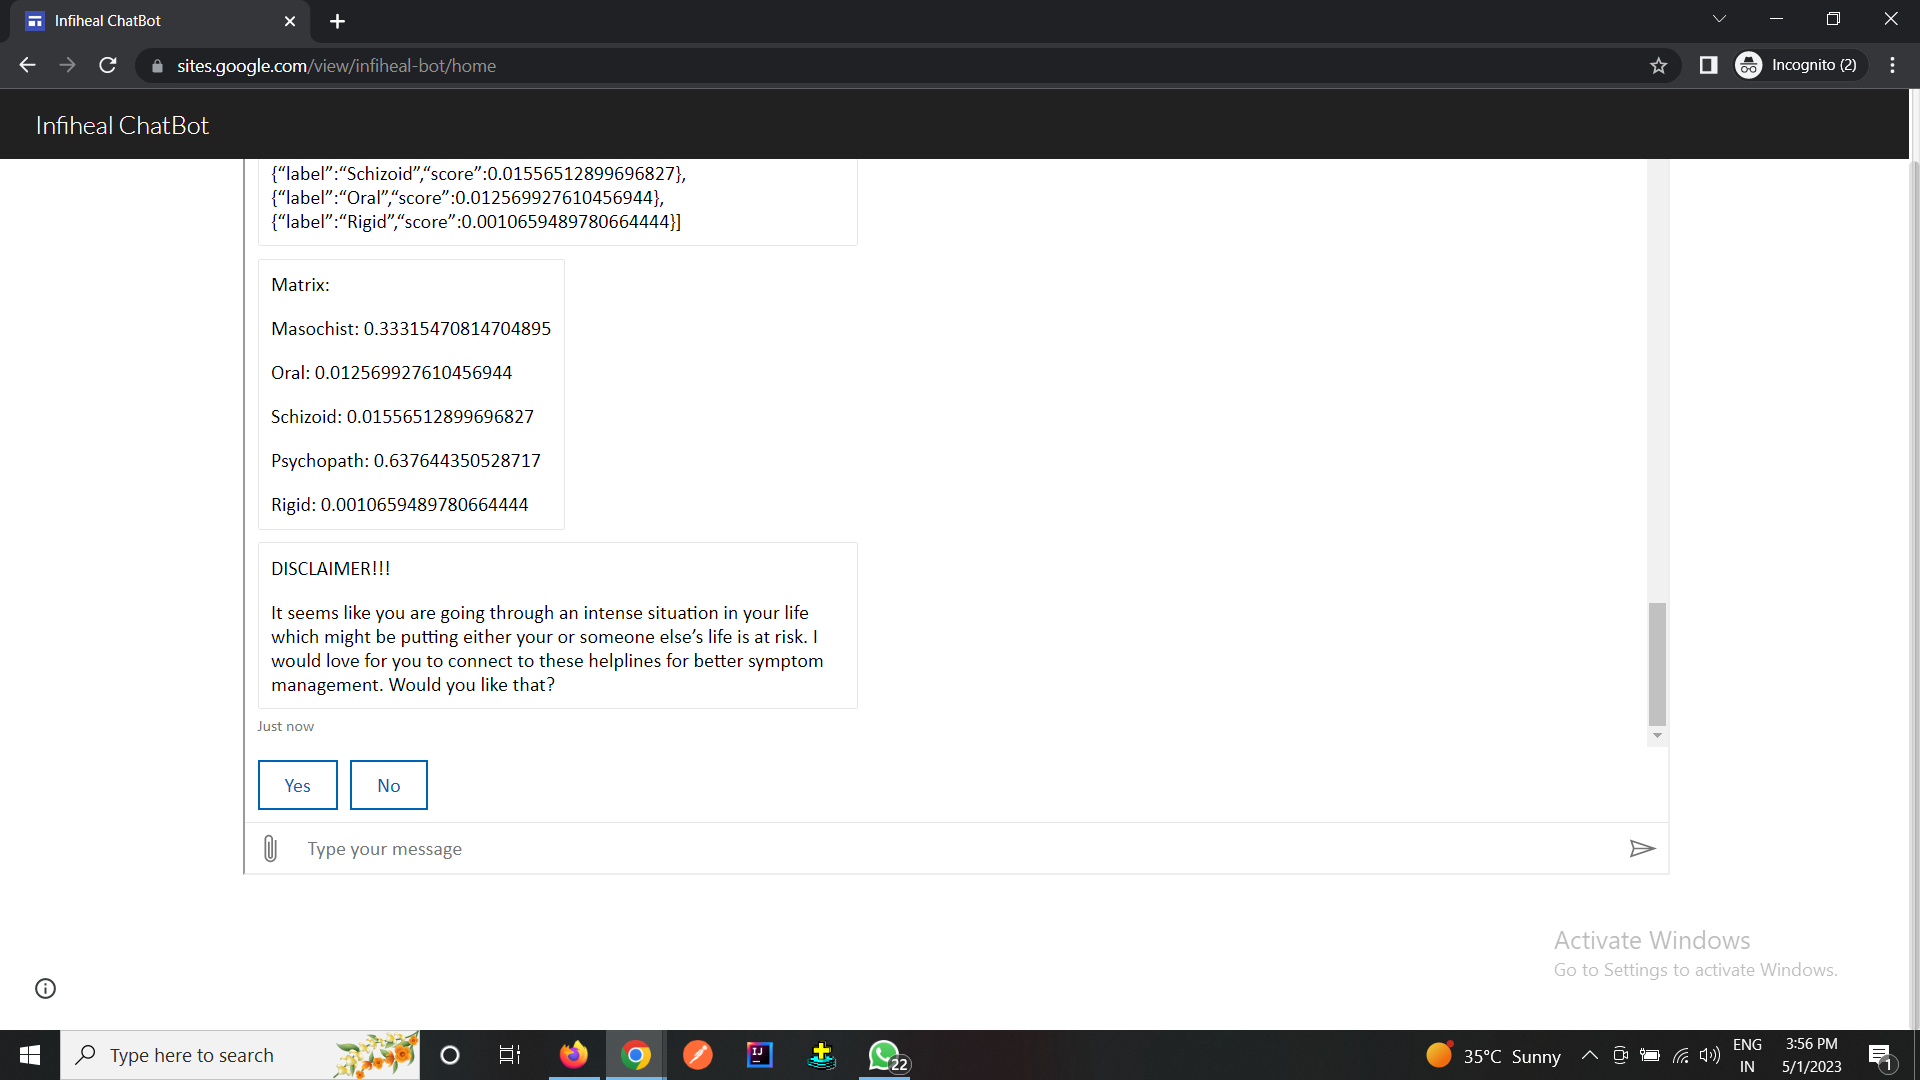 Infiheal ChatBot
sites.google.com/view/infiheal-bot/home
Incognito (2)
Infiheal ChatBot
{“label”:“Schizoid”,“score”:0.01556512899696827},
{“label”:“Oral”,“score”:0.012569927610456944},
{“label”:“Rigid”,“score”:0.0010659489780664444}]
Matrix:
Masochist: 0.33315470814704895
Oral: 0.012569927610456944
Schizoid: 0.01556512899696827
Psychopath: 0.637644350528717
Rigid: 0.0010659489780664444
DISCLAIMER!!!
It seems like you are going through an intense situation in your life
which might be putting either your or someone else’s life is at risk. I
would love for you to connect to these helplines for better symptom
management. Would you like that?
Just now
Yes
No
Type your message
Activate Windows
Go to Settings to activate Windows.
Type here to search
IJ
22
35°C Sunny
ENG
IN
3:56 PM
5/1/2023
1